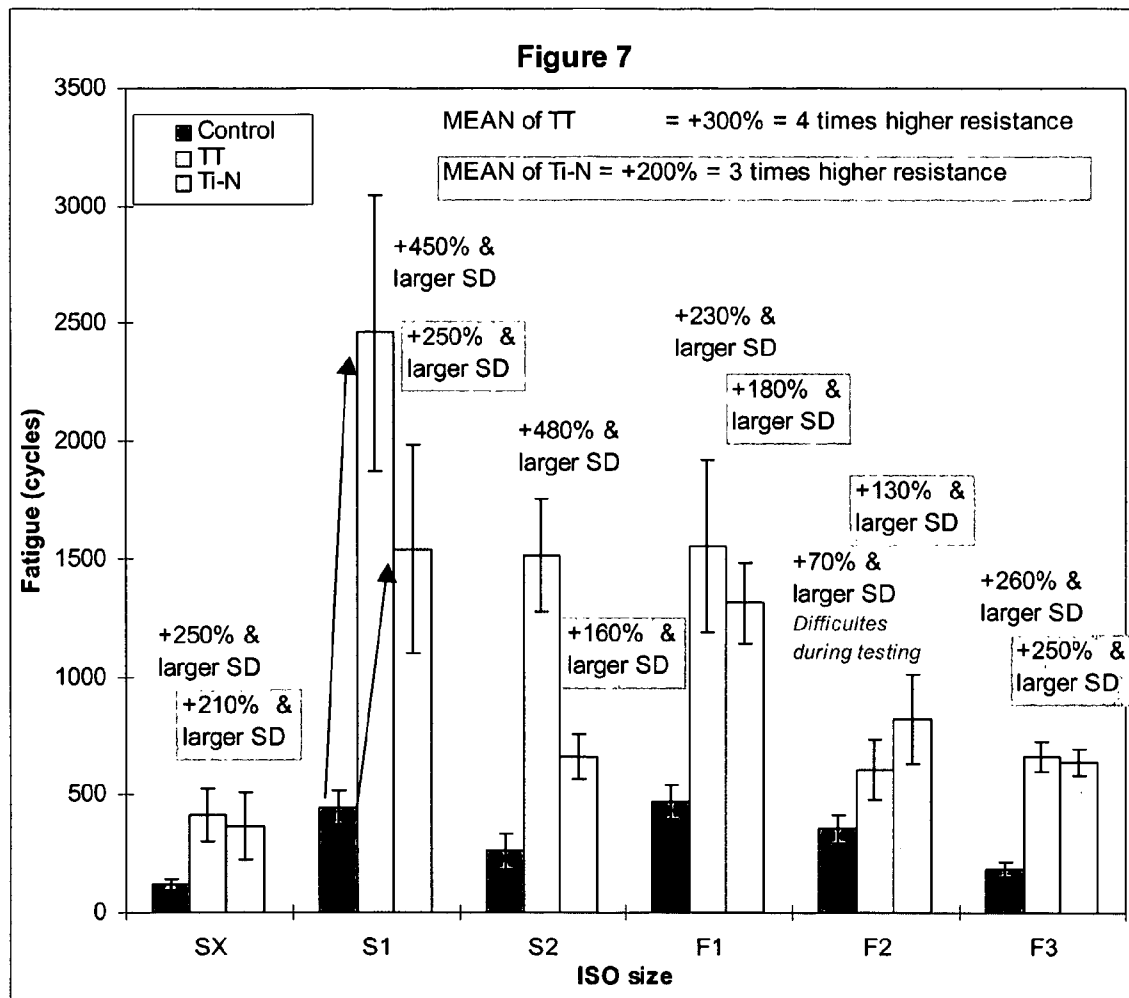 Figure 7
Control
TT
Ti-N
MEAN of TT = +300% = 4 times higher resistance
MEAN of Ti-N = +200% = 3 times higher resistance
Fatigue (cycles)
3500
3000
2500
2000
1500
1000
500
0
+250% &
larger SD
+210% &
larger SD
+450% &
larger SD
+250% &
larger SD
+480% &
larger SD
+160% &
larger SD
+230% &
larger SD
+180% &
larger SD
+70% &
larger SD
Difficultes
during testing
+130% &
larger SD
+260% &
larger SD
+250% &
larger SD
SX S1 S2 F1 F2 F3
ISO size